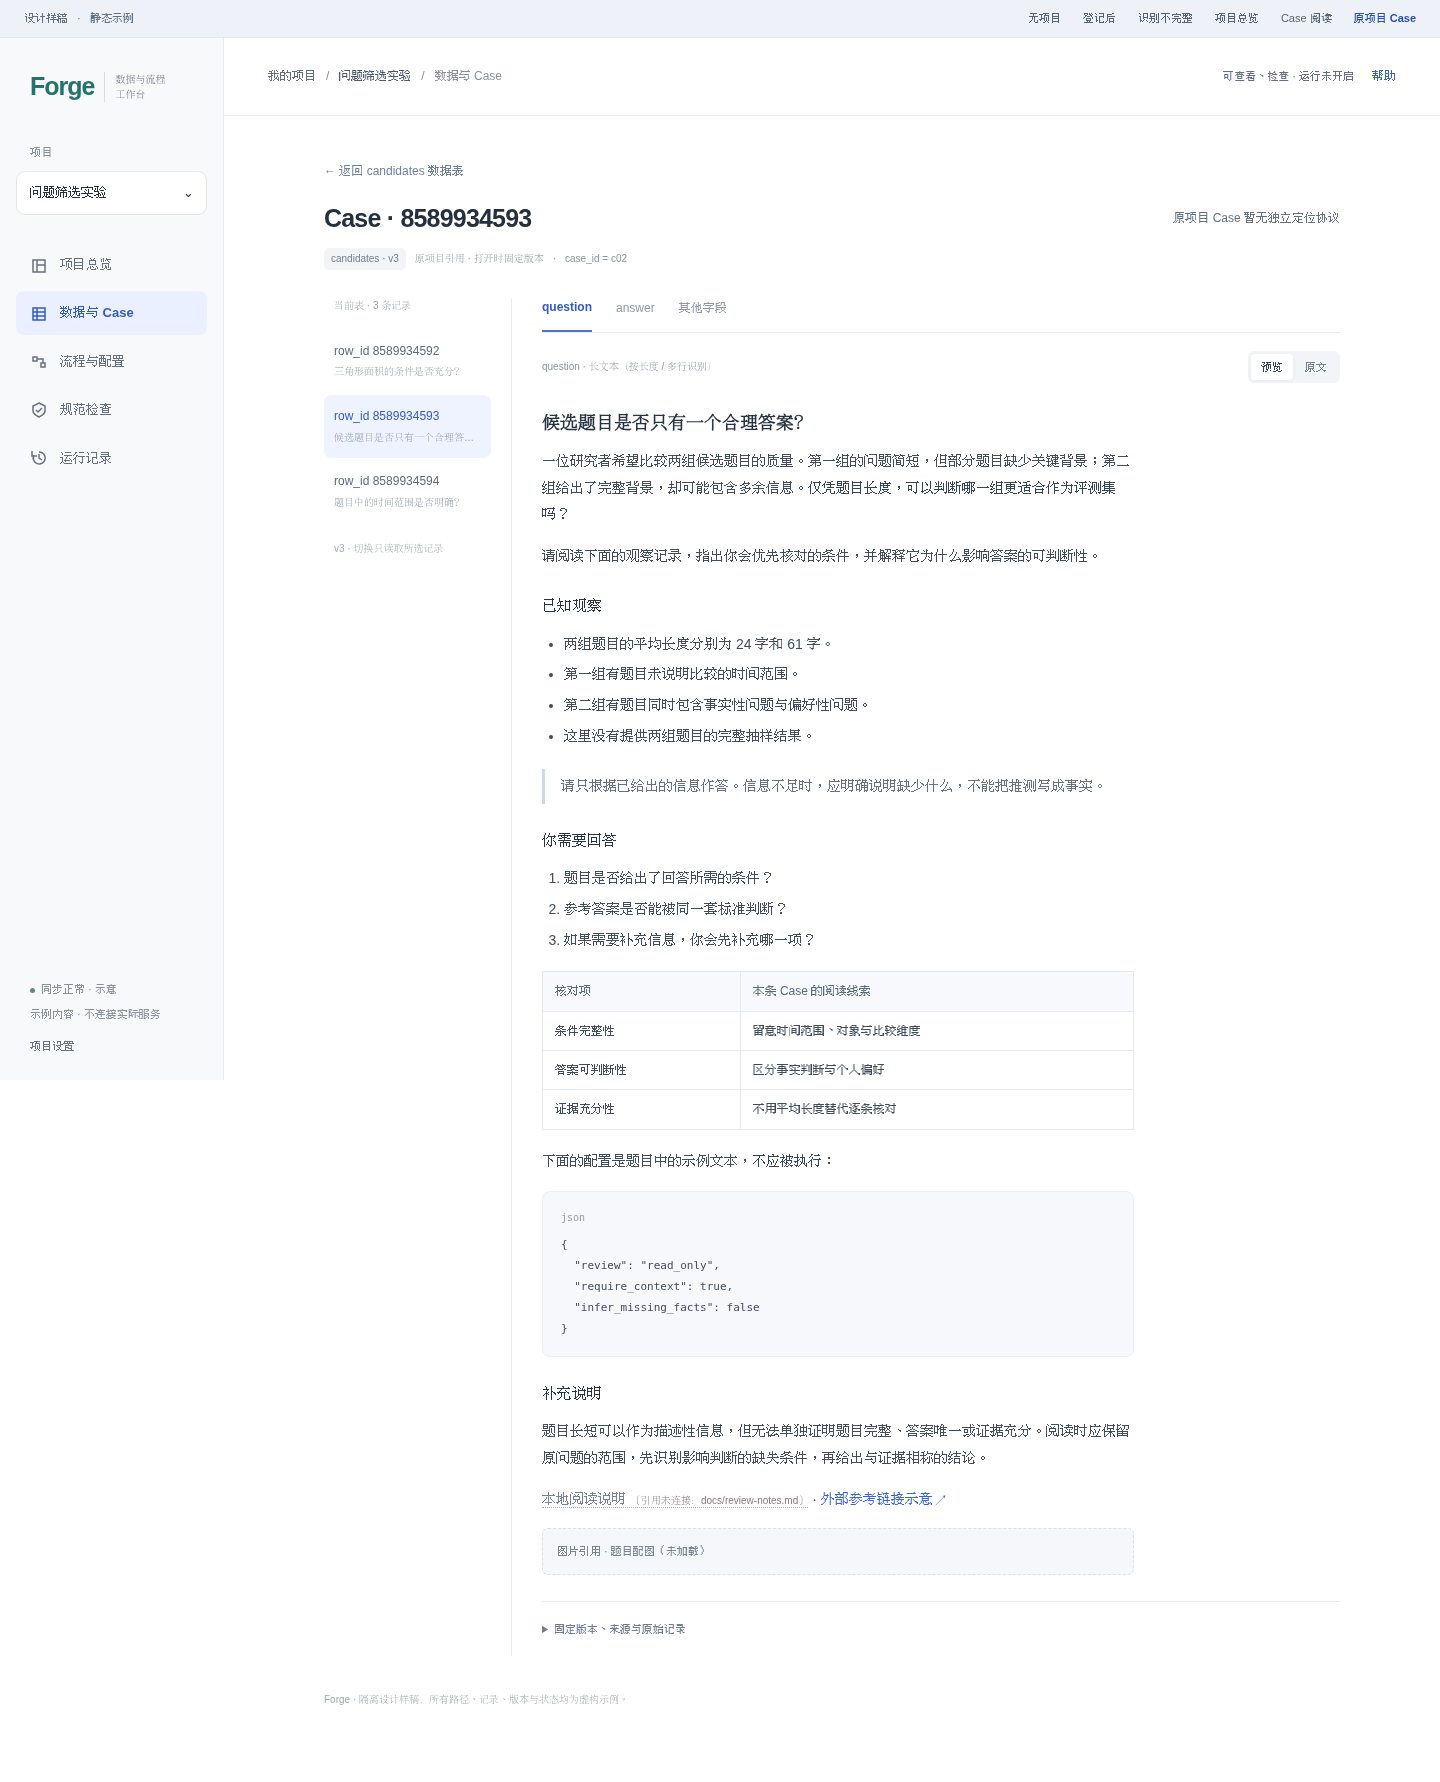 设计样稿 · 静态示例
无项目 登记后 识别不完整 项目总览 Case 阅读 原项目 Case
Forge
数据与流程
工作台
项目
问题筛选实验
项目总览
数据与 Case
流程与配置
规范检查
运行记录
同步正常 · 示意
示例内容 · 不连接实际服务
项目设置
我的项目 / 问题筛选实验 / 数据与 Case
可查看、检查 · 运行未开启 帮助
← 返回 candidates 数据表
Case · 8589934593
原项目 Case 暂无独立定位协议
candidates · v3 原项目引用 · 打开时固定版本 · case_id = c02
当前表 · 3 条记录
row_id 8589934592
三角形面积的条件是否充分？
row_id 8589934593
候选题目是否只有一个合理答…
row_id 8589934594
题目中的时间范围是否明确？
v3 · 切换只读取所选记录
question answer 其他字段
question · 长文本（按长度 / 多行识别）
预览 原文
候选题目是否只有一个合理答案？
一位研究者希望比较两组候选题目的质量。第一组的问题简短，但部分题目缺少关键背景；第二
组给出了完整背景，却可能包含多余信息。仅凭题目长度，可以判断哪一组更适合作为评测集
吗？
请阅读下面的观察记录，指出你会优先核对的条件，并解释它为什么影响答案的可判断性。
已知观察
• 两组题目的平均长度分别为 24 字和 61 字。
• 第一组有题目未说明比较的时间范围。
• 第二组有题目同时包含事实性问题与偏好性问题。
• 这里没有提供两组题目的完整抽样结果。
请只根据已给出的信息作答。信息不足时，应明确说明缺少什么，不能把推测写成事实。
你需要回答
1. 题目是否给出了回答所需的条件？
2. 参考答案是否能被同一套标准判断？
3. 如果需要补充信息，你会先补充哪一项？
核对项 本条 Case 的阅读线索
条件完整性 留意时间范围、对象与比较维度
答案可判断性 区分事实判断与个人偏好
证据充分性 不用平均长度替代逐条核对
下面的配置是题目中的示例文本，不应被执行：
json
{
"review": "read_only",
"require_context": true,
"infer_missing_facts": false
}
补充说明
题目长短可以作为描述性信息，但无法单独证明题目完整、答案唯一或证据充分。阅读时应保留
原问题的范围，先识别影响判断的缺失条件，再给出与证据相称的结论。
本地阅读说明 〔引用未连接：docs/review-notes.md〕 · 外部参考链接示意↗
图片引用 · 题目配图（未加载）
▶ 固定版本、来源与原始记录
Forge · 隔离设计样稿．所有路径、记录、版本与状态均为虚构示例。